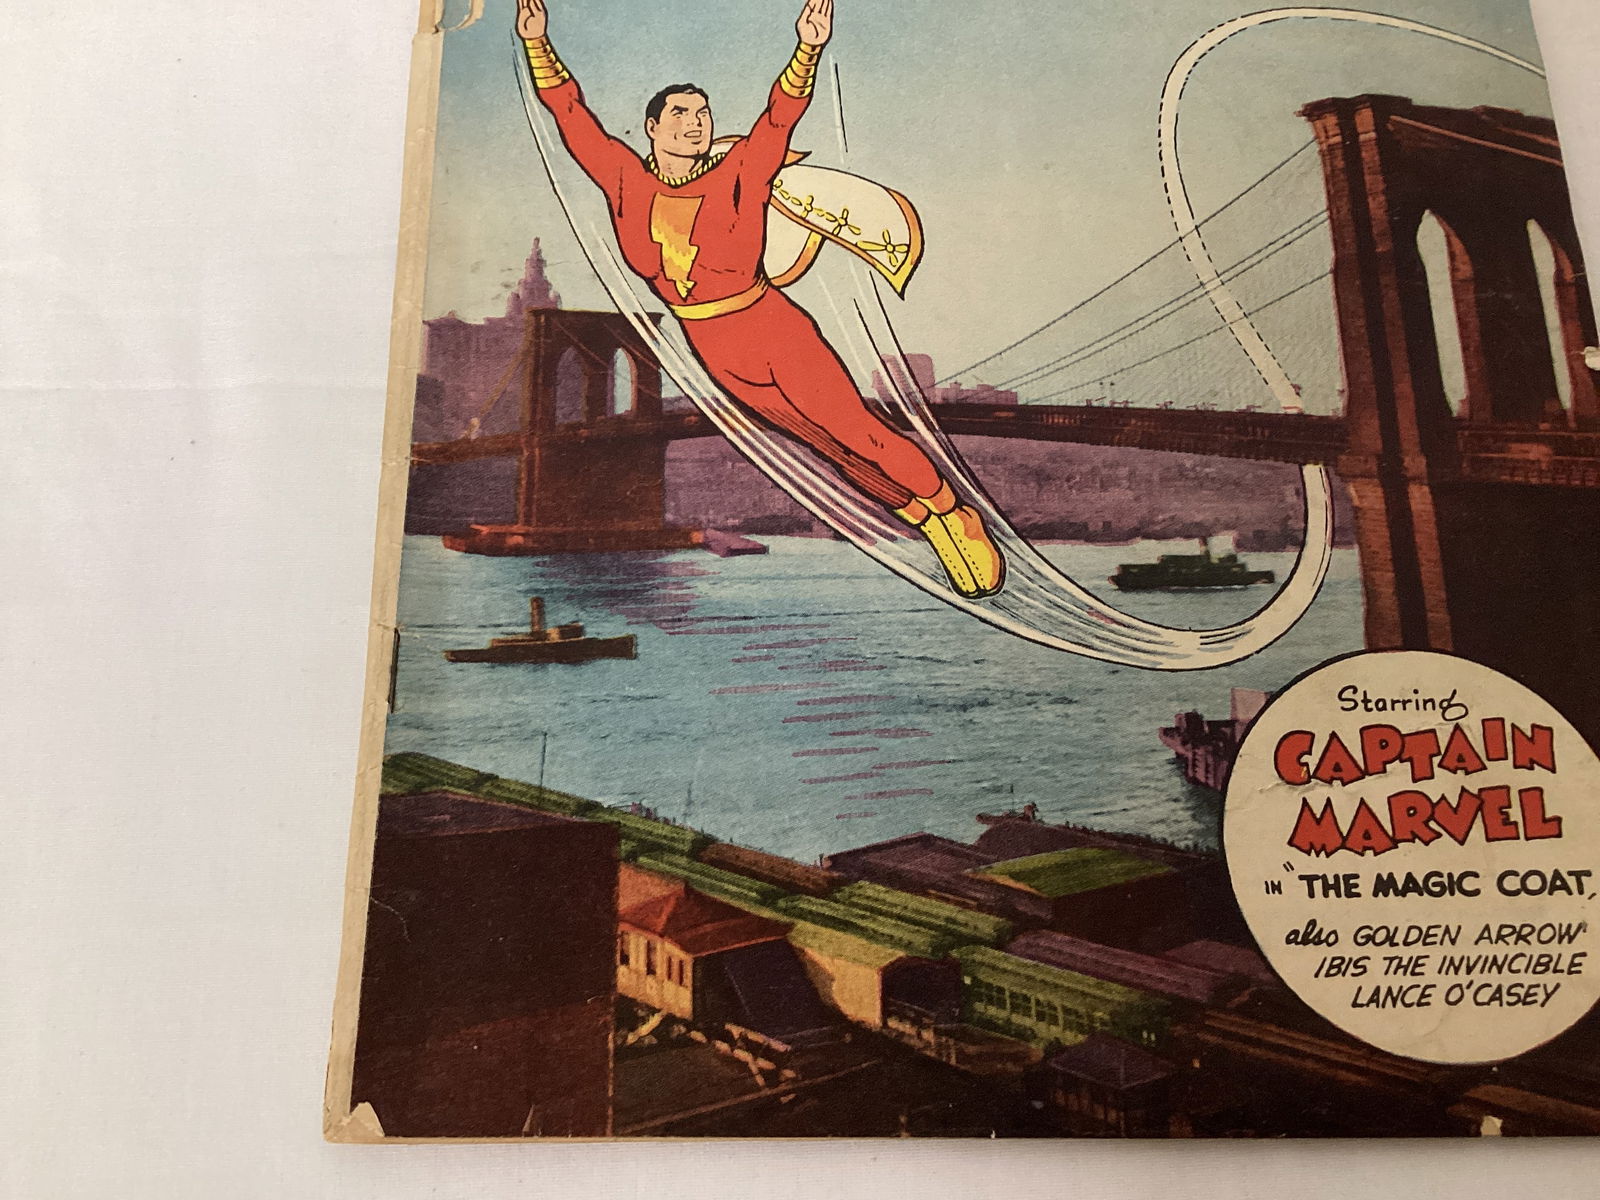 Starring
CAPTAIN
MARVEL
IN "THE MAGIC COAT,
also GOLDEN ARROW
IBIS THE INVINCIBLE
LANCE O'CASEY